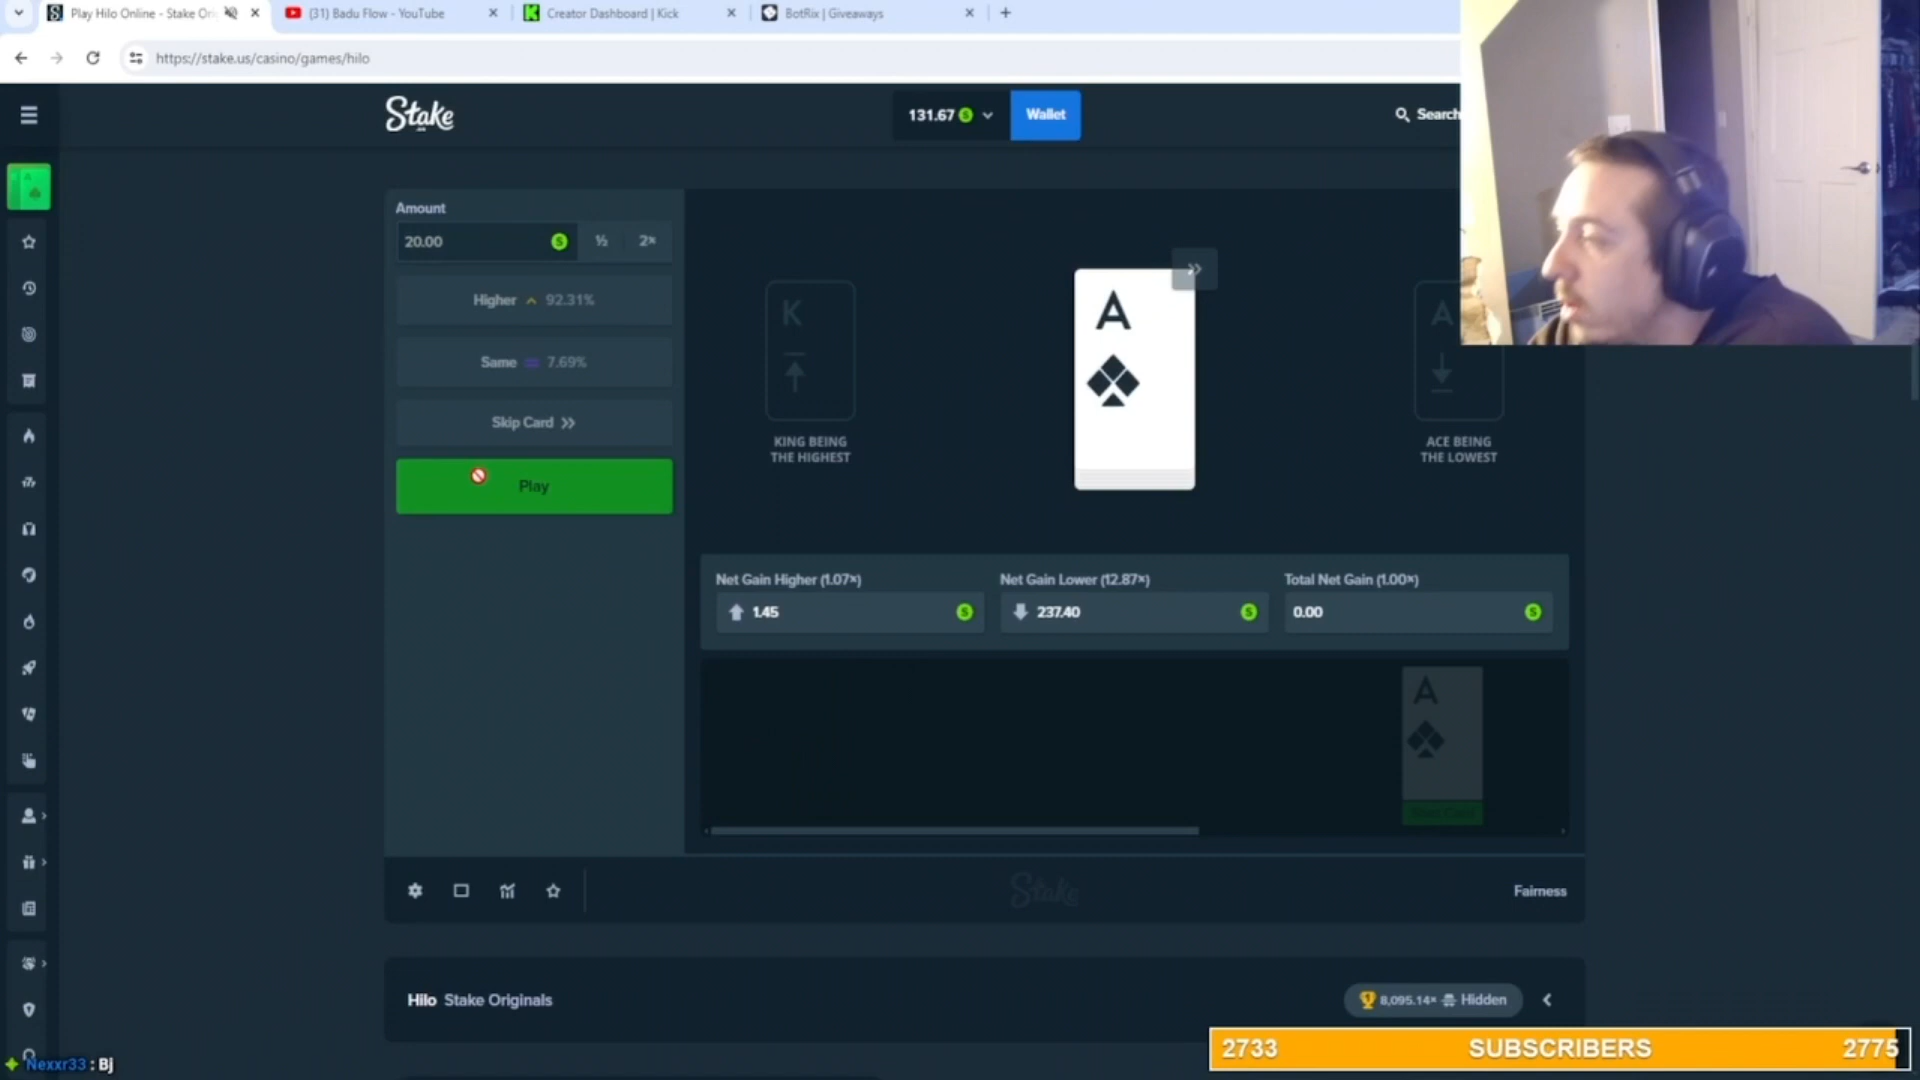 Play Hilo Online - Stake Ori
(31) Badu Flow - YouTube
Creator Dashboard | Kick
BotRix | Giveaways
https://stake.us/casino/games/hilo
Stake
131.67
Wallet
Search
Amount
20.00
½
2×
Higher 92.31%
Same 7.69%
Skip Card
Play
K
KING BEING
THE HIGHEST
A
A
ACE BEING
THE LOWEST
Net Gain Higher (1.07×)
1.45
Net Gain Lower (12.87×)
237.40
Total Net Gain (1.00×)
0.00
A
Stake
Fairness
Hilo Stake Originals
8,095.14× Hidden
Nexxr33 : Bj
2733 SUBSCRIBERS 2775